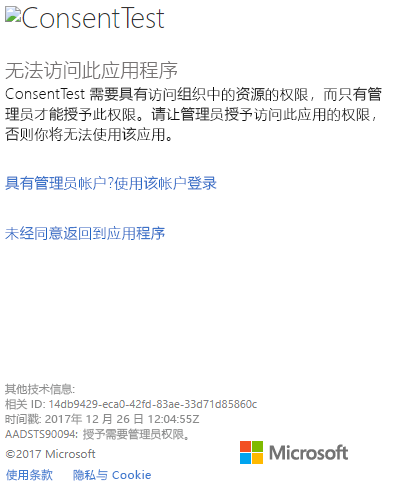 ConsentTest
无法访问此应用程序
ConsentTest 需要具有访问组织中的资源的权限，而只有管
理员才能授予此权限。请让管理员授予访问此应用的权限，
否则你将无法使用该应用。
具有管理员帐户?使用该帐户登录
未经同意返回到应用程序
其他技术信息:
相关 ID: 14db9429-eca0-42fd-83ae-33d71d85860c
时间戳: 2017年 12 月 26 日 12:04:55Z
AADSTS90094: 授予需要管理员权限。
©2017 Microsoft
Microsoft
使用条款 隐私与 Cookie